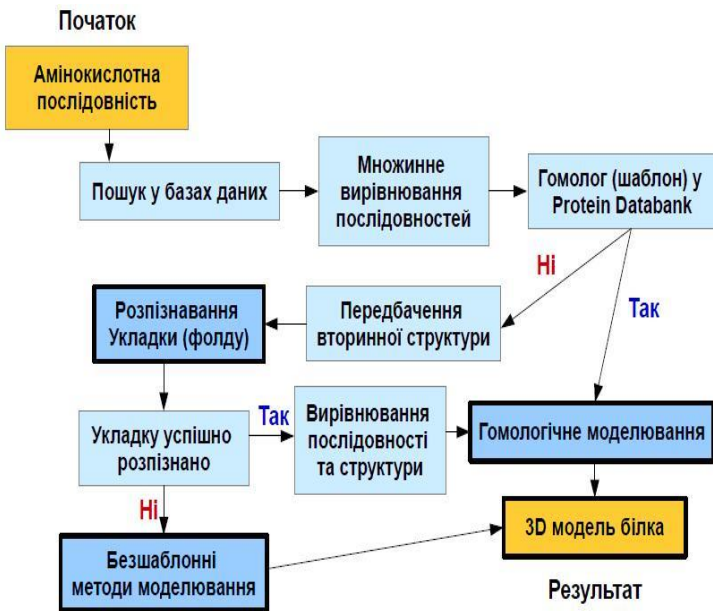 Початок
Амінокислотна
послідовність
Пошук у базах даних
Множинне
вирівнювання
послідовностей
Гомолог (шаблон) у
Protein Databank
Ні
Так
Розпізнавання
Укладки (фолду)
Передбачення
вторинної структури
Укладку успішно
розпізнано
Так
Вирівнювання
послідовності
та структури
Гомологічне моделювання
Ні
3D модель білка
Безшаблонні
методи моделювання
Результат